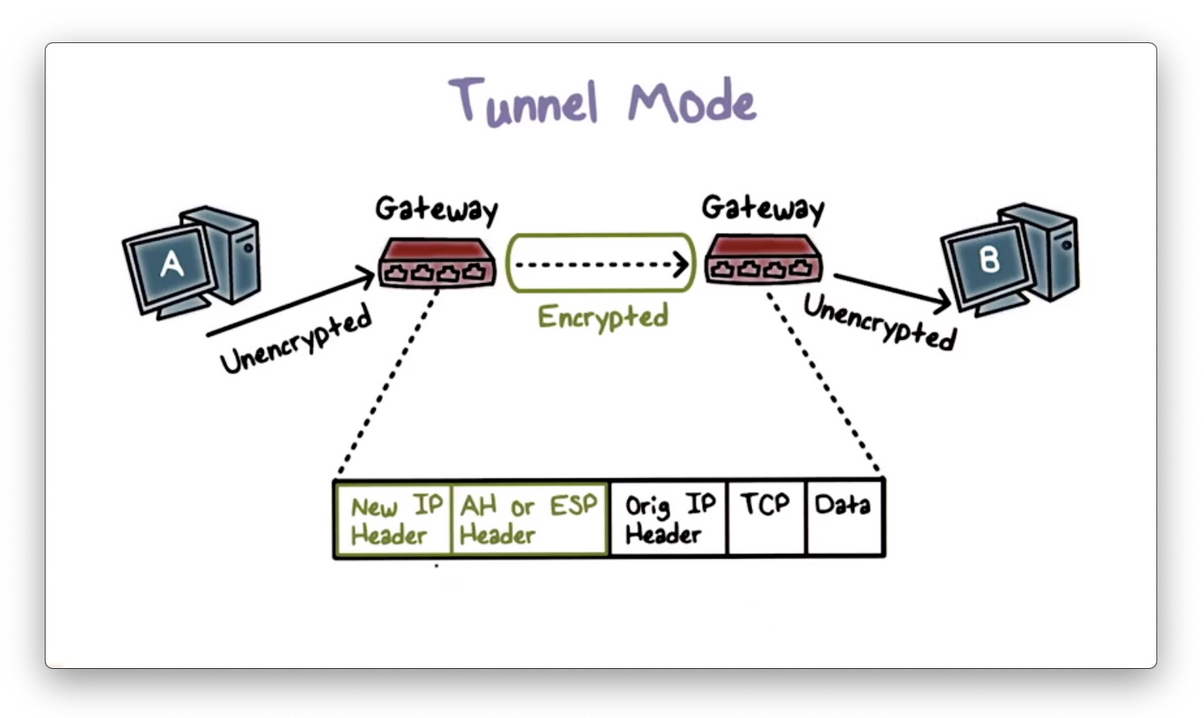 Tunnel Mode
Gateway
Gateway
A
B
Unencrypted
Encrypted
Unencrypted
New IP
Header
AH or ESP
Header
Orig IP
Header
TCP
Data